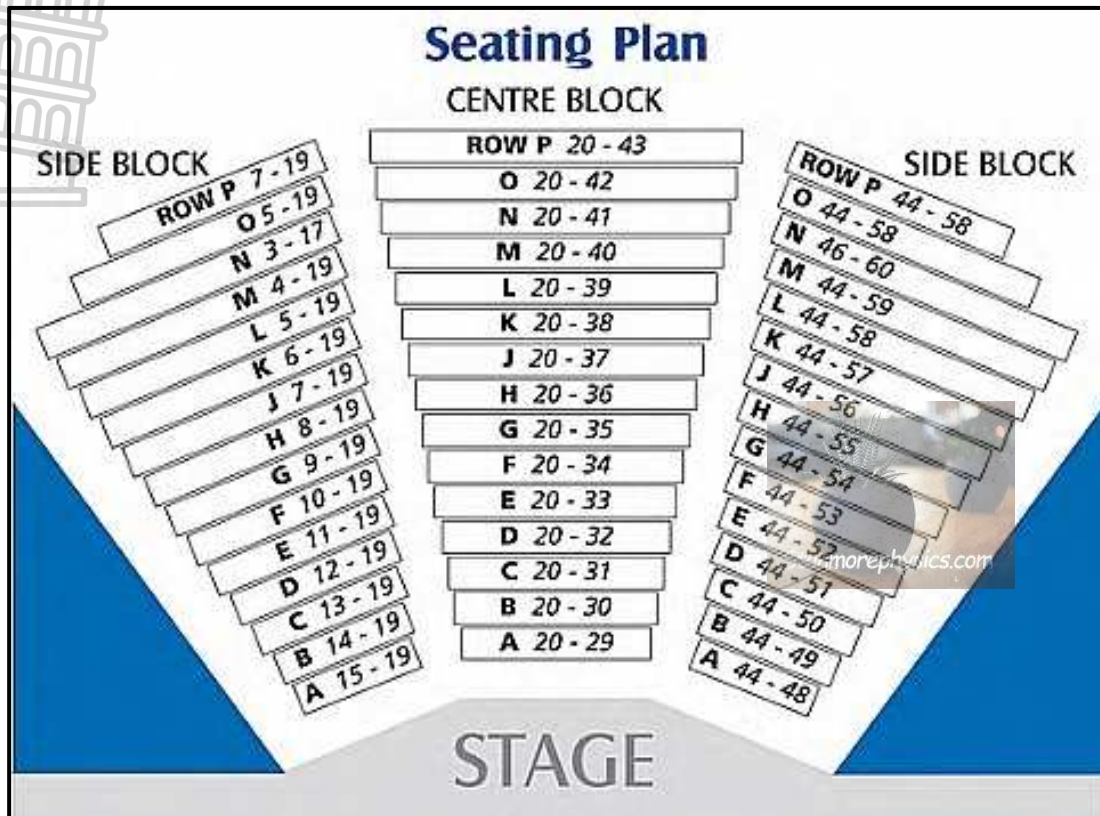 Seating Plan
CENTRE BLOCK
SIDE BLOCK
ROW P 7 - 19
O 5 - 19
N 3 - 17
M 4 - 19
L 5 - 19
K 6 - 19
J 7 - 19
H 8 - 19
G 9 - 19
F 10 - 19
E 11 - 19
D 12 - 19
C 13 - 19
B 14 - 19
A 15 - 19
ROW P 20 - 43
O 20 - 42
N 20 - 41
M 20 - 40
L 20 - 39
K 20 - 38
J 20 - 37
H 20 - 36
G 20 - 35
F 20 - 34
E 20 - 33
D 20 - 32
C 20 - 31
B 20 - 30
A 20 - 29
SIDE BLOCK
ROW P 44 - 58
O 44 - 58
N 46 - 60
M 44 - 59
L 44 - 58
K 44 - 57
J 44 - 56
H 44 - 55
G 44 - 54
F 44 - 53
E 44 - 52
D 44 - 51
C 44 - 50
B 44 - 49
A 44 - 48
morephysics.com
STAGE